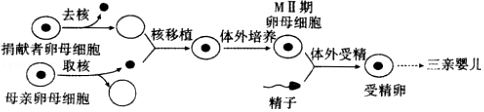 去核
捐献者卵母细胞
取核
母亲卵母细胞
核移植
体外培养
MⅡ期
卵母细胞
体外受精
精子
受精卵
三亲婴儿